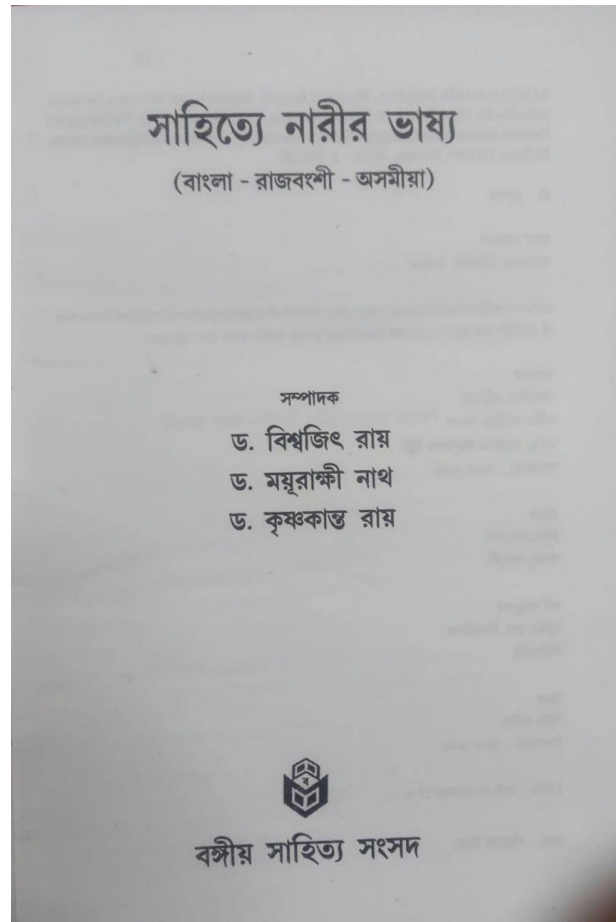 সাহিত্যে নারীর ভাষ্য
(বাংলা - রাজবংশী - অসমীয়া)
সম্পাদক
ড. বিশ্বজিৎ রায়
ড. ময়ূরাক্ষী নাথ
ড. কৃষ্ণকান্ত রায়
ব
বঙ্গীয় সাহিত্য সংসদ